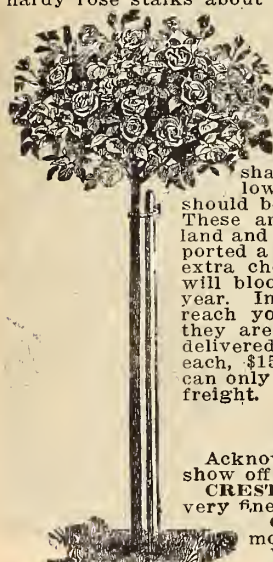 hardy rose stalks about
sha
low
should b
These ar
land and
ported a
extra ch
will bloo
year. In
reach yo
they are
delivered
each, $15
can only
freight.
Acknow
show off
CREST
very fine
mo